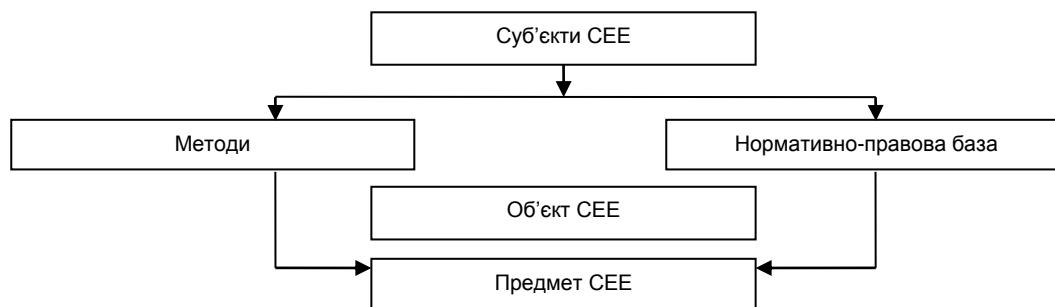 Суб’єкти СЕЕ
Методи
Нормативно-правова база
Об’єкт СЕЕ
Предмет СЕЕ